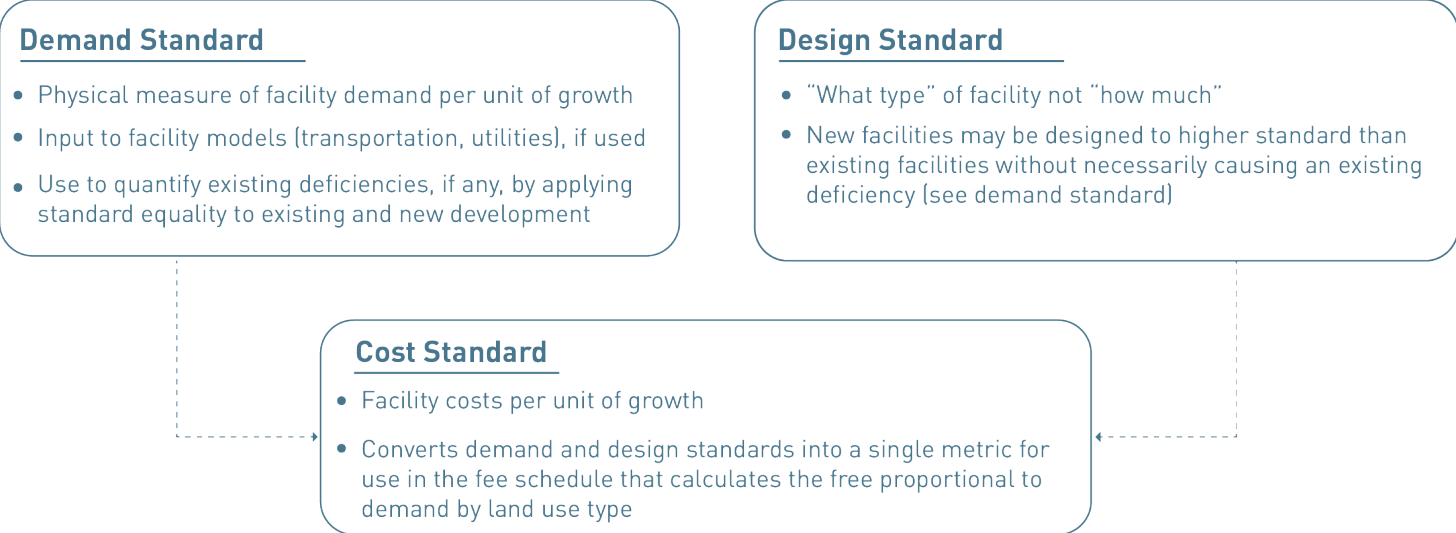 Demand Standard
• Physical measure of facility demand per unit of growth
• Input to facility models (transportation, utilities), if used
• Use to quantify existing deficiencies, if any, by applying
standard equality to existing and new development
Design Standard
• “What type” of facility not “how much”
• New facilities may be designed to higher standard than
existing facilities without necessarily causing an existing
deficiency (see demand standard)
Cost Standard
• Facility costs per unit of growth
• Converts demand and design standards into a single metric for
use in the fee schedule that calculates the free proportional to
demand by land use type